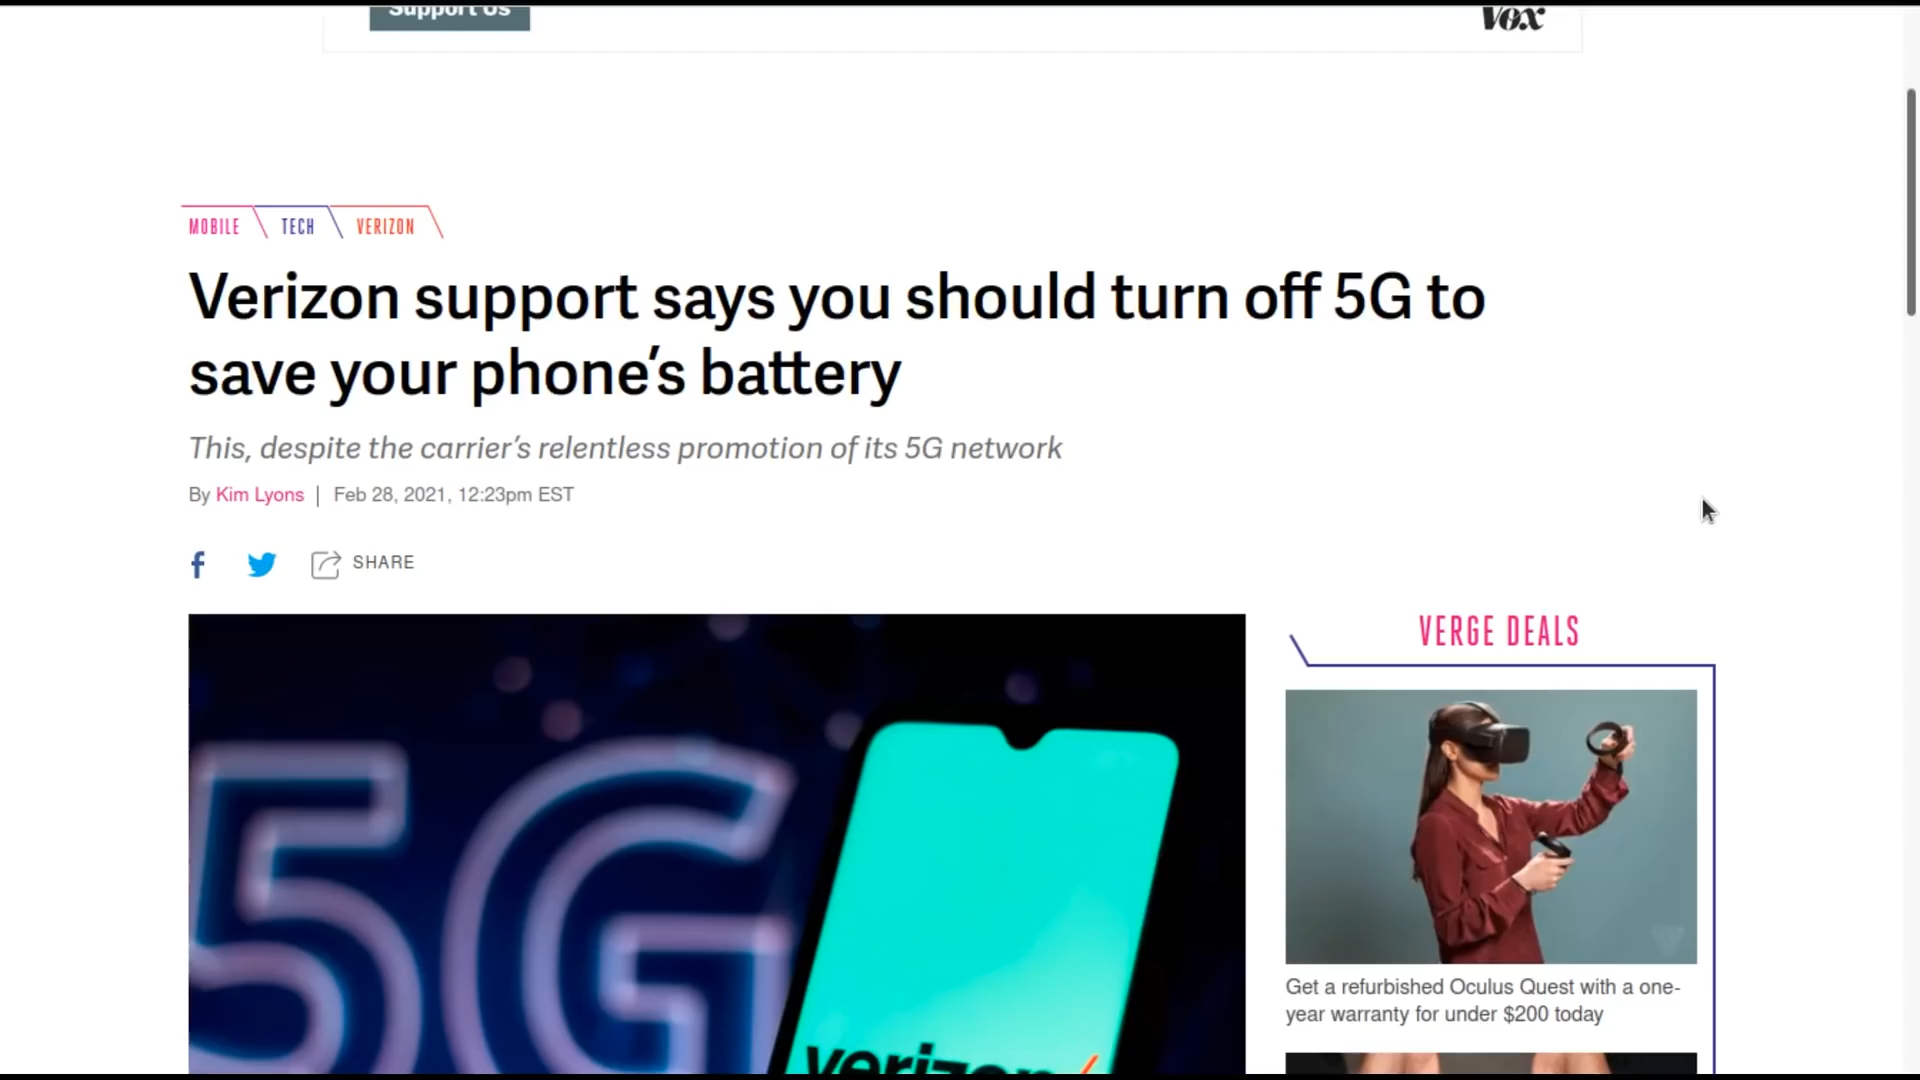 Support Us
Vox
MOBILE
TECH
VERIZON
Verizon support says you should turn off 5G to
save your phone's battery
This, despite the carrier's relentless promotion of its 5G network
By Kim Lyons | Feb 28, 2021, 12:23pm EST
SHARE
VERGE DEALS
5G
verizon
Get a refurbished Oculus Quest with a one-
year warranty for under $200 today